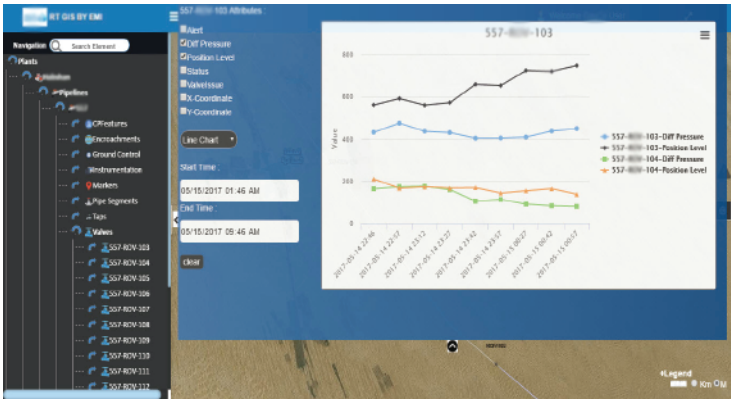 RT GIS BY EMI
Navigation
Search Element
Plants
Pipelines
CPFeatures
Encroachments
Ground Control
Instrumentation
Markers
Pipe Segments
Taps
Valves
557-ROV-103
557-ROV-104
557-ROV-105
557-ROV-106
557-ROV-107
557-ROV-108
557-ROV-109
557-ROV-110
557-ROV-111
557-ROV-112
557- 103 Attributes :
Alert
Diff Pressure
Position Level
Status
ValveIssue
X-Coordinate
Y-Coordinate
Line Chart
Start Time :
05/15/2017 01:46 AM
End Time :
05/15/2017 09:46 AM
clear
557- -103
Value
800
600
400
200
0
2017-05-14 22:46
2017-05-14 22:57
2017-05-14 23:12
2017-05-14 23:27
2017-05-14 23:42
2017-05-14 23:57
2017-05-15 00:27
2017-05-15 00:42
2017-05-15 00:57
557- -103-Diff Pressure
557- -103-Position Level
557- -104-Diff Pressure
557- -104-Position Level
+Legend
Km